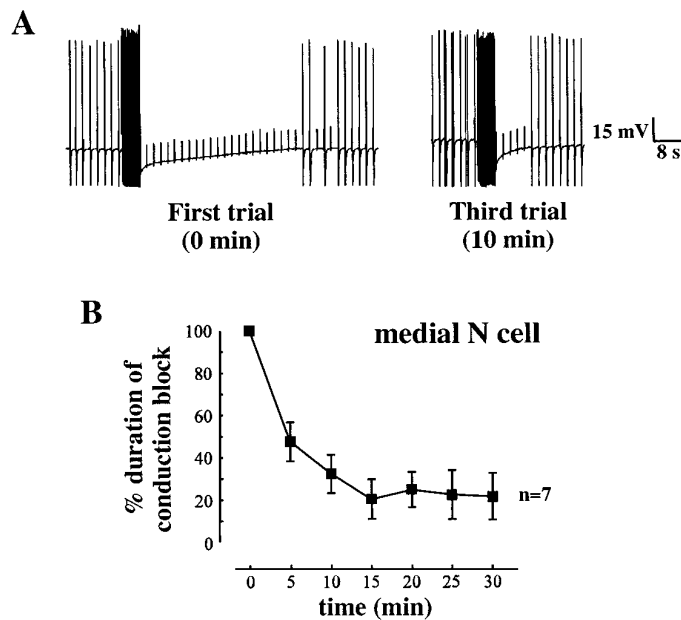 A
15 mV
8 s
First trial
(0 min)
Third trial
(10 min)
B
medial N cell
% duration of
conduction block
100
80
60
40
20
0
n=7
0 5 10 15 20 25 30
time (min)